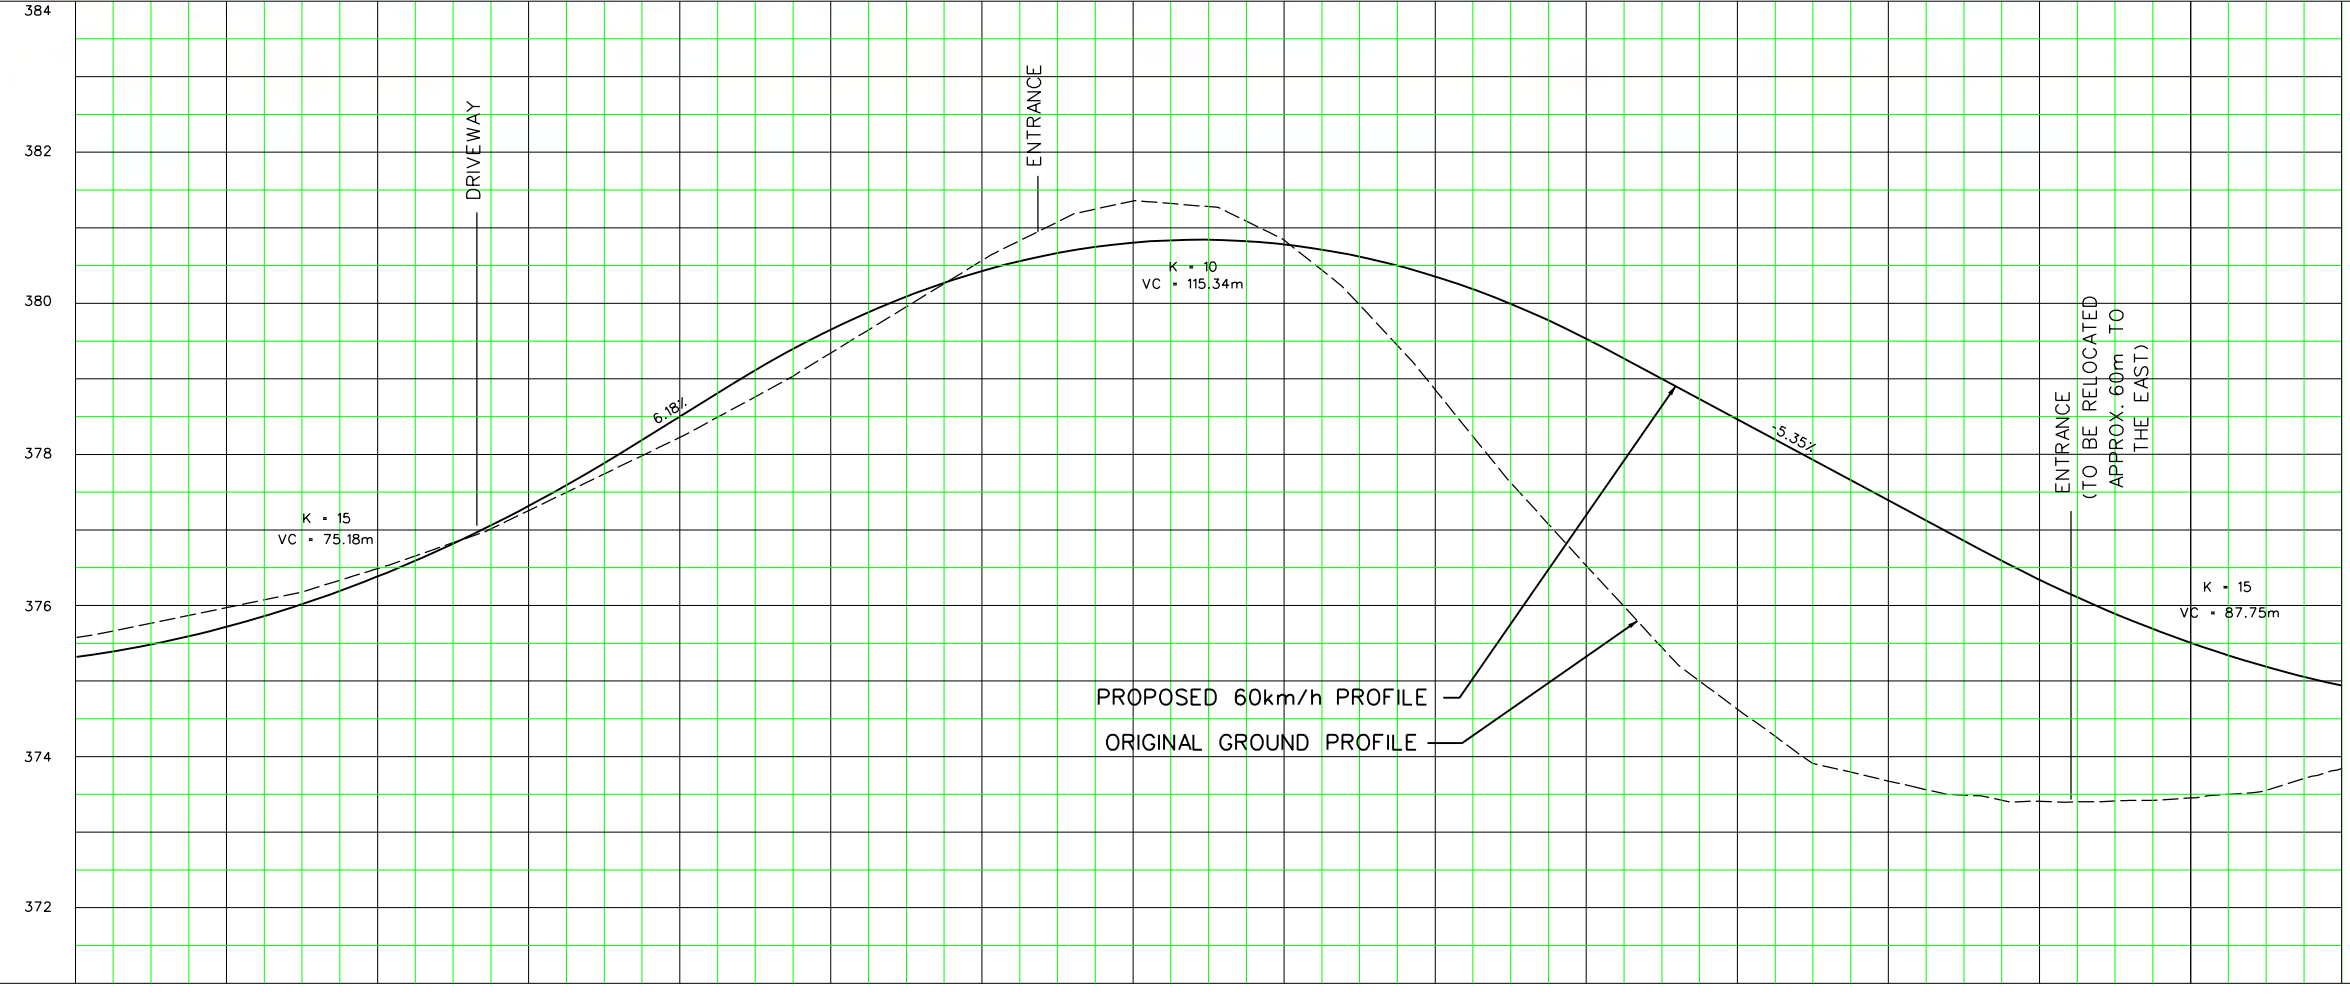 384
382
380
378
376
374
372
DRIVEWAY
ENTRANCE
K = 10
VC = 115.34m
6.18%
K = 15
VC = 75.18m
-5.35%
ENTRANCE
(TO BE RELOCATED
APPROX. 60m TO
THE EAST)
K = 15
VC = 87.75m
PROPOSED 60km/h PROFILE
ORIGINAL GROUND PROFILE